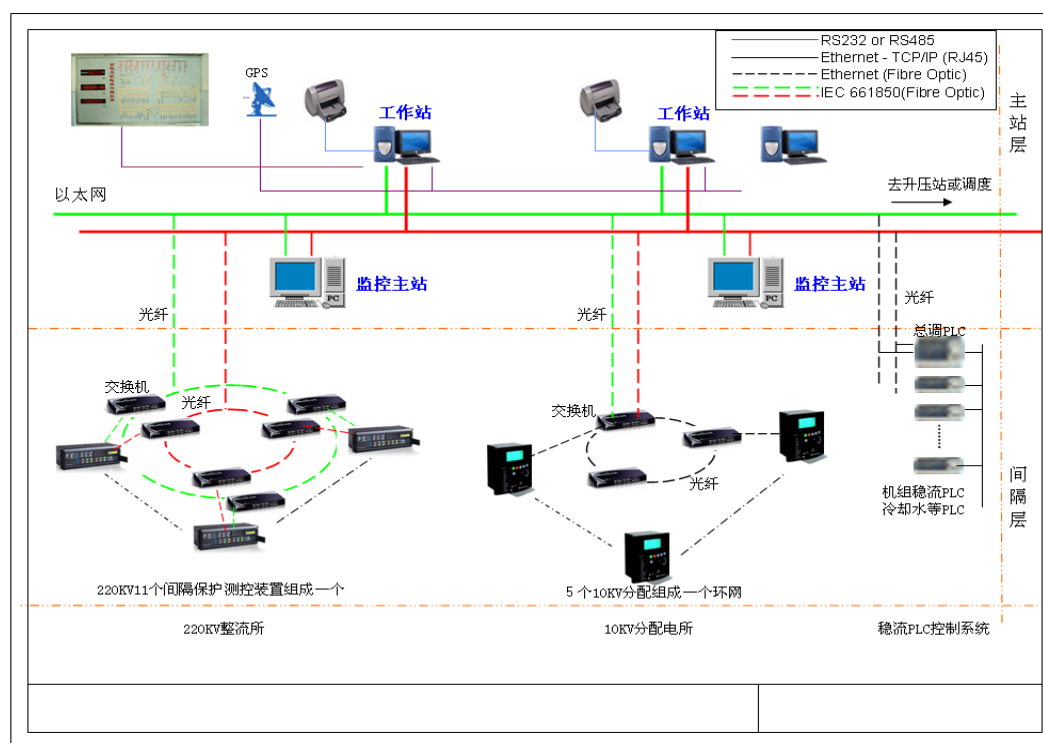 RS232 or RS485
Ethernet - TCP/IP (RJ45)
Ethernet (Fibre Optic)
IEC 661850(Fibre Optic)
主站层
GPS
工作站
工作站
以太网
去升压站或调度
监控主站
监控主站
PC
PC
光纤
光纤
光纤
总调PLC
交换机
光纤
交换机
光纤
机组稳流PLC
冷却水等PLC
间隔层
220KV11个间隔保护测控装置组成一个
5个10KV分配组成一个环网
220KV整流所
10KV分配电所
稳流PLC控制系统